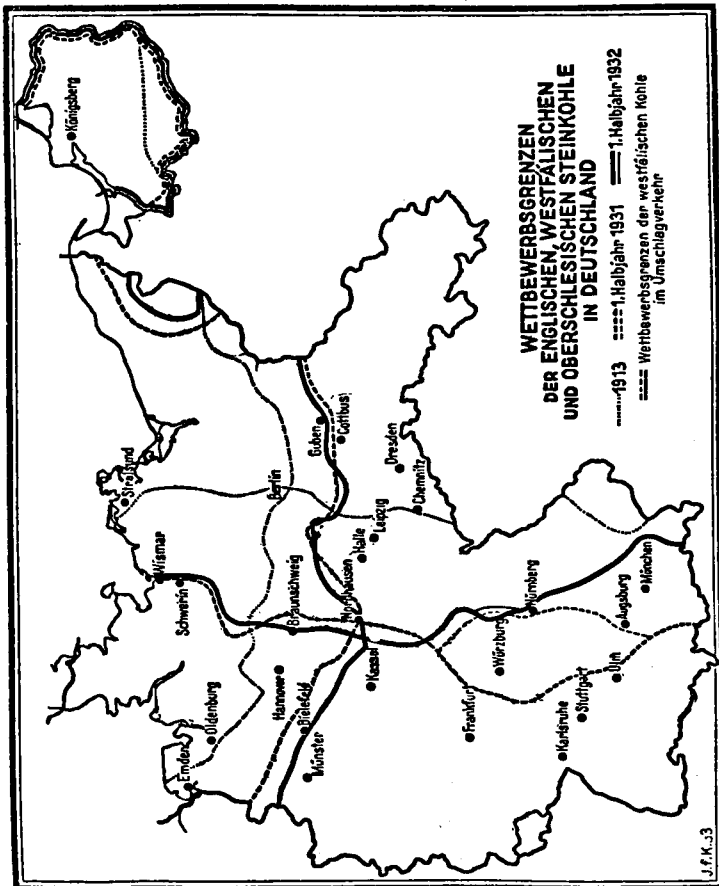 WETTBEWERBSGRENZEN
DER ENGLISCHEN, WESTFÄLISCHEN
UND OBERSCHLESISCHEN STEINKOHLE
IN DEUTSCHLAND
1913
1.Halbjahr 1931
1.Halbjahr 1932
Wettbewerbsgrenzen der westfälischen Kohle
im Umschlagverkehr
Königsberg
Stralsund
Wismar
Schwerin
Emden
Oldenburg
Berlin
Hannover
Braunschweig
Bielefeld
Münster
Guben
Cottbus
Nordhausen
Halle
Leipzig
Kassel
Dresden
Chemnitz
Frankfurt
Würzburg
Nürnberg
Karlsruhe
Stuttgart
Ulm
Augsburg
München
J.f.K.33